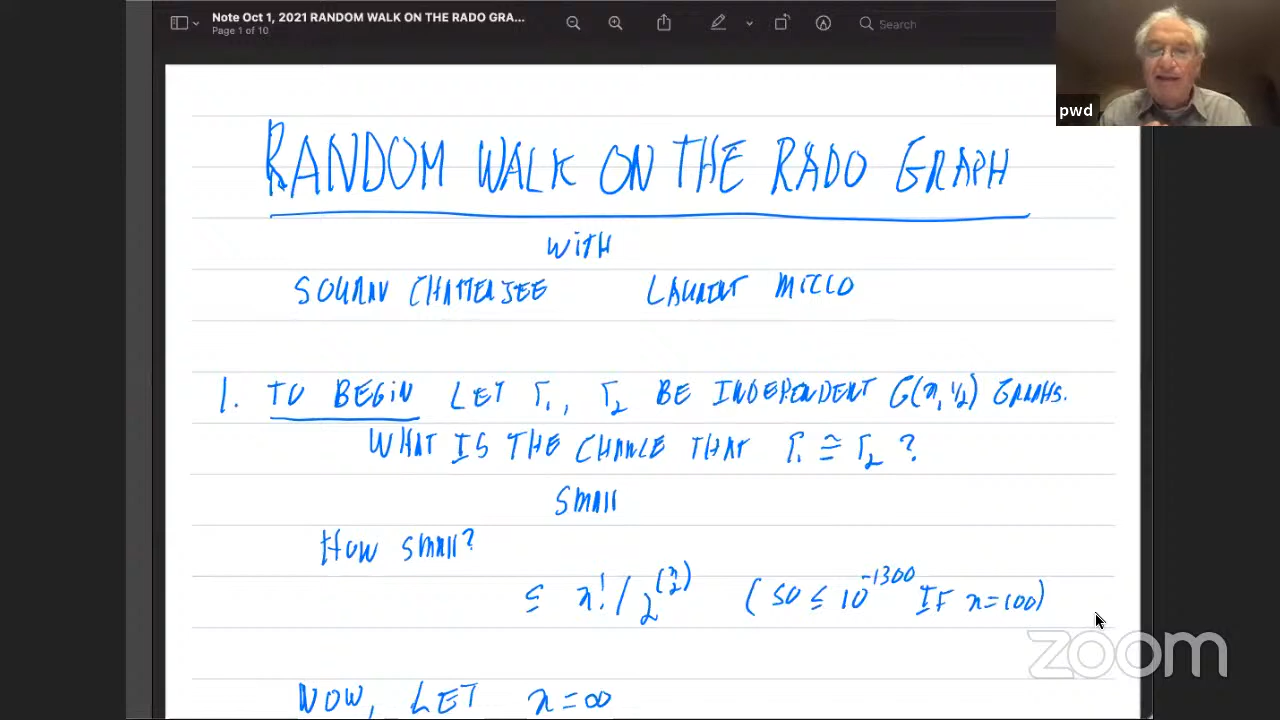 Note Oct 1, 2021 RANDOM WALK ON THE RADO GRA...
Page 1 of 10
Search
pwd
RANDOM WALK ON THE RADO GRAPH
WITH
SOURAV CHATTERJEE LAURENT MICLO
1. TO BEGIN LET Γ₁, Γ₂ BE INDEPENDENT G(n, 1/2) GRAPHS.
WHAT IS THE CHANCE THAT Γ₁ ≅ Γ₂ ?
SMALL
HOW SMALL?
≤ n! / 2^(n 2) (SO ≤ 10^-1300 IF n=100)
zoom
NOW, LET n=∞